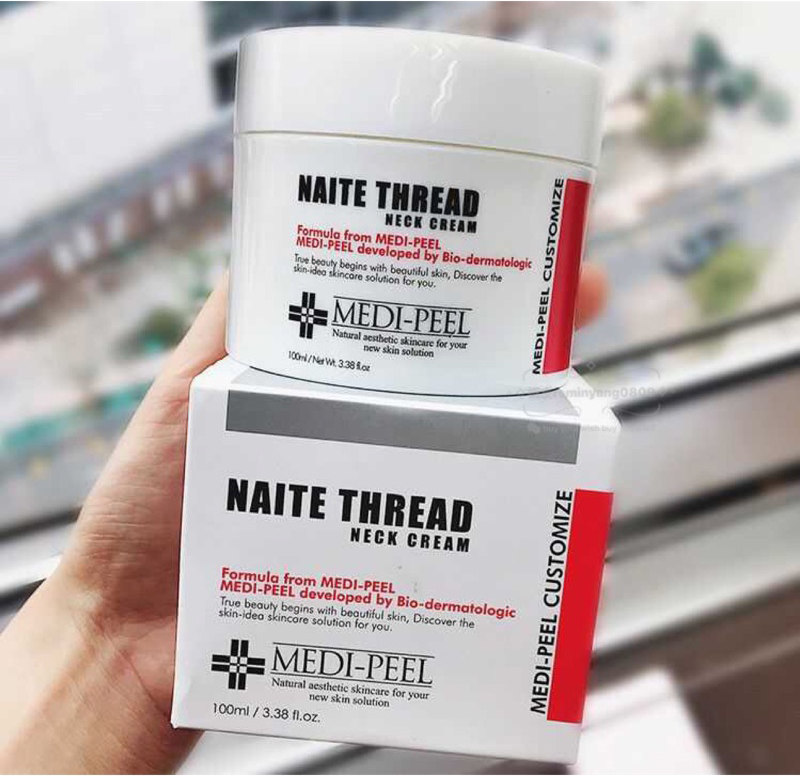 NAITE THREAD
NECK CREAM
Formula from MEDI-PEEL
MEDI-PEEL developed by Bio-dermatologic
True beauty begins with beautiful skin, Discover the
skin-idea skincare solution for you.
MEDI-PEEL
Natural aesthetic skincare for your
new skin solution
100ml / Net Wt. 3.38 fl.oz
MEDI-PEEL CUSTOMIZE
NAITE THREAD
NECK CREAM
Formula from MEDI-PEEL
MEDI-PEEL developed by Bio-dermatologic
True beauty begins with beautiful skin, Discover the
skin-idea skincare solution for you.
MEDI-PEEL
Natural aesthetic skincare for your
new skin solution
100ml / 3.38 fl.oz.
MEDI-PEEL CUSTOMIZE